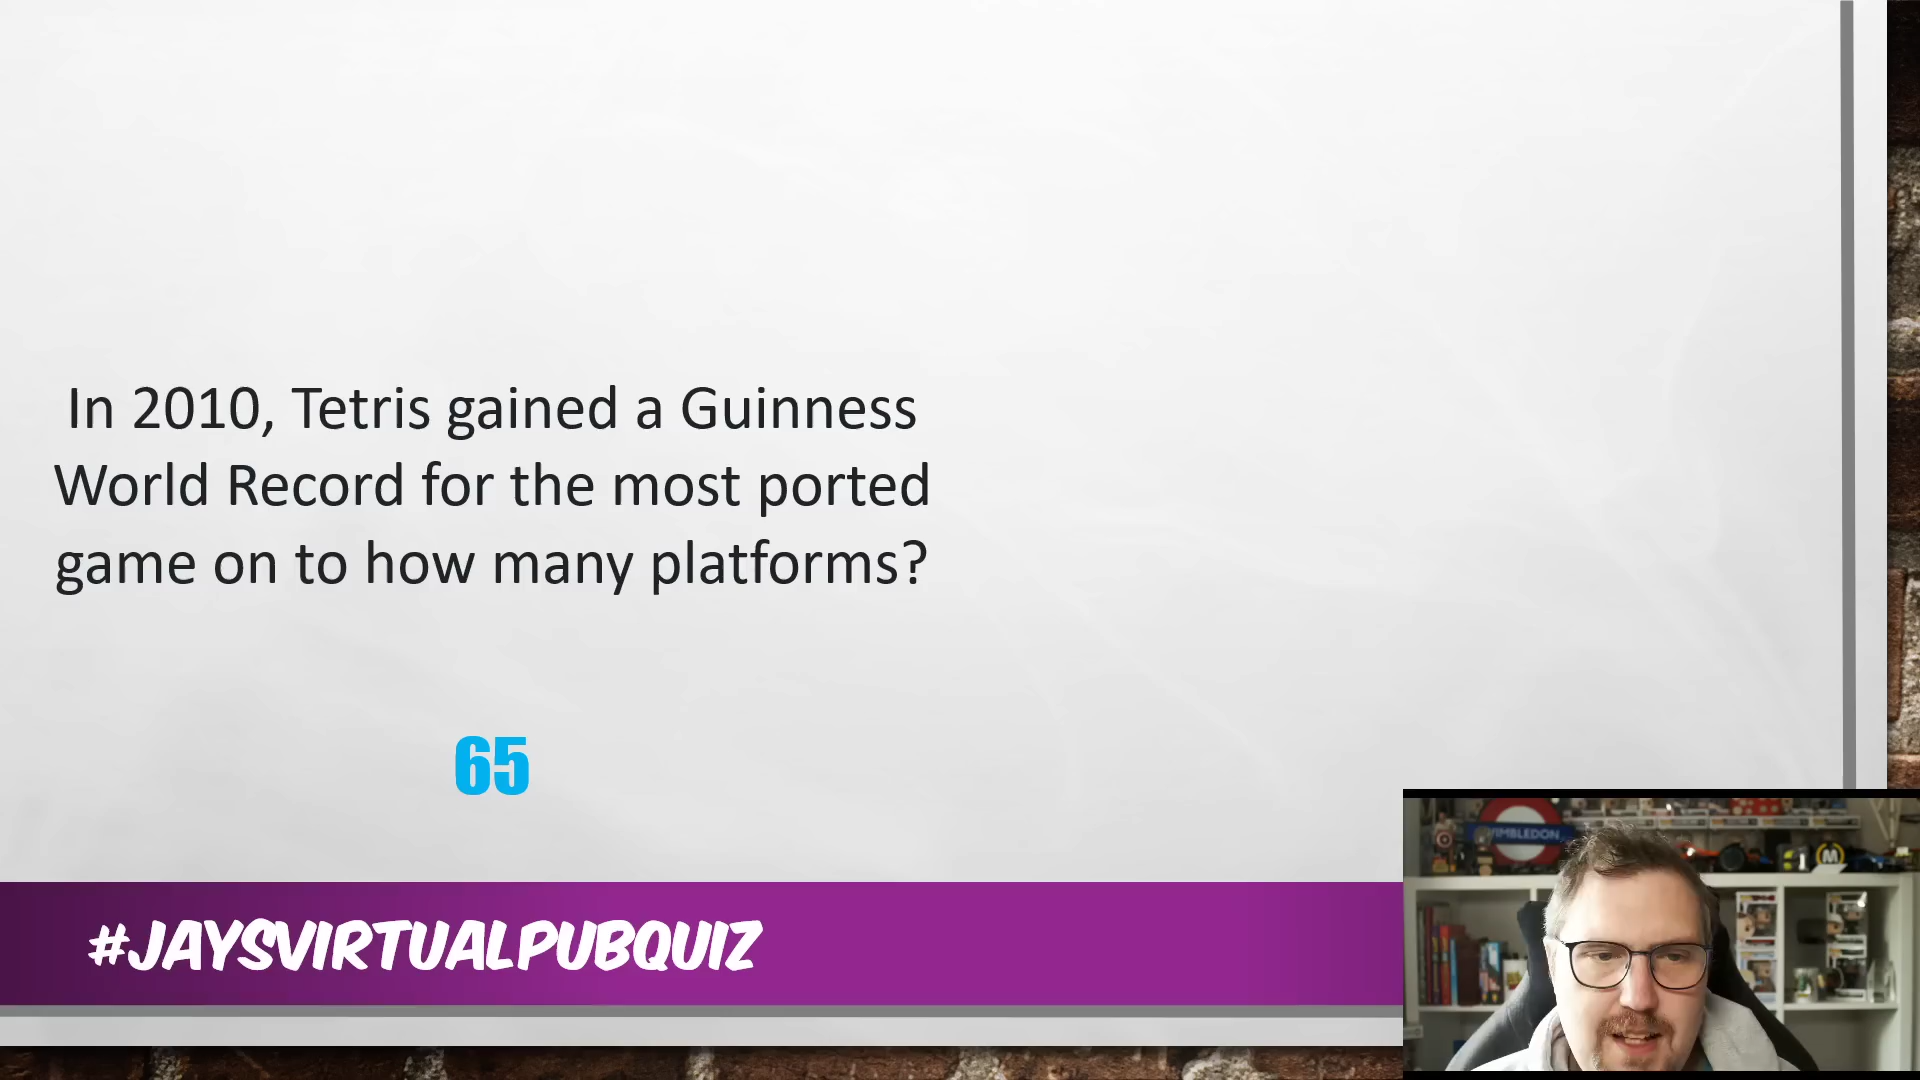 In 2010, Tetris gained a Guinness
World Record for the most ported
game on to how many platforms?
65
#JAYSVIRTUALPUBQUIZ
WIMBLEDON